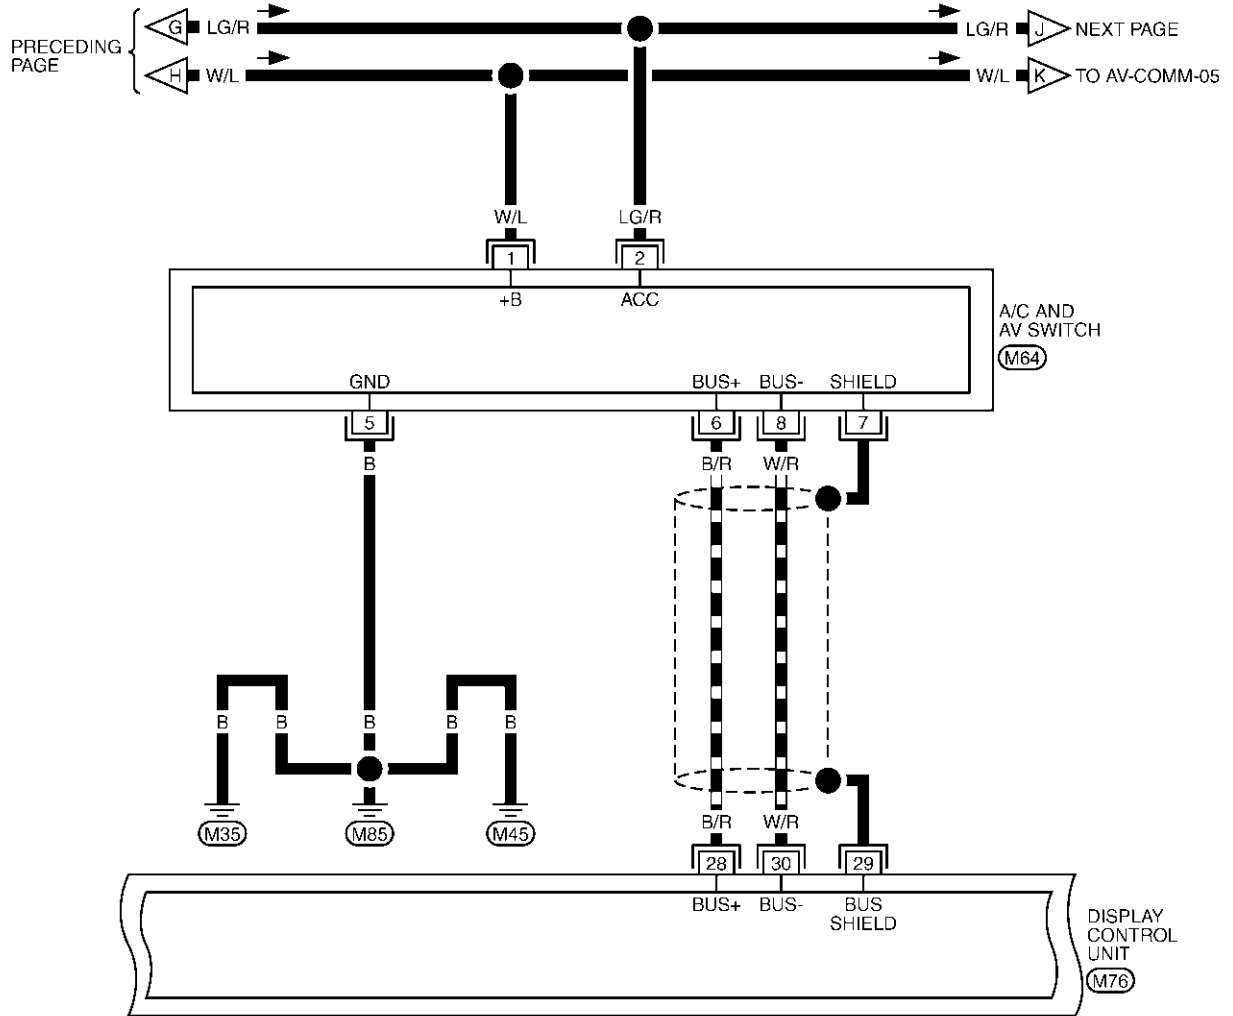 PRECEDING
PAGE
G LG/R LG/R J NEXT PAGE
H W/L W/L K TO AV-COMM-05
W/L LG/R
1 2
+B ACC
A/C AND
AV SWITCH
M64
GND BUS+ BUS- SHIELD
5 6 8 7
B B/R W/R
B B B B B
M35 M85 M45
B/R W/R
28 30 29
BUS+ BUS- BUS
SHIELD
DISPLAY
CONTROL
UNIT
M76